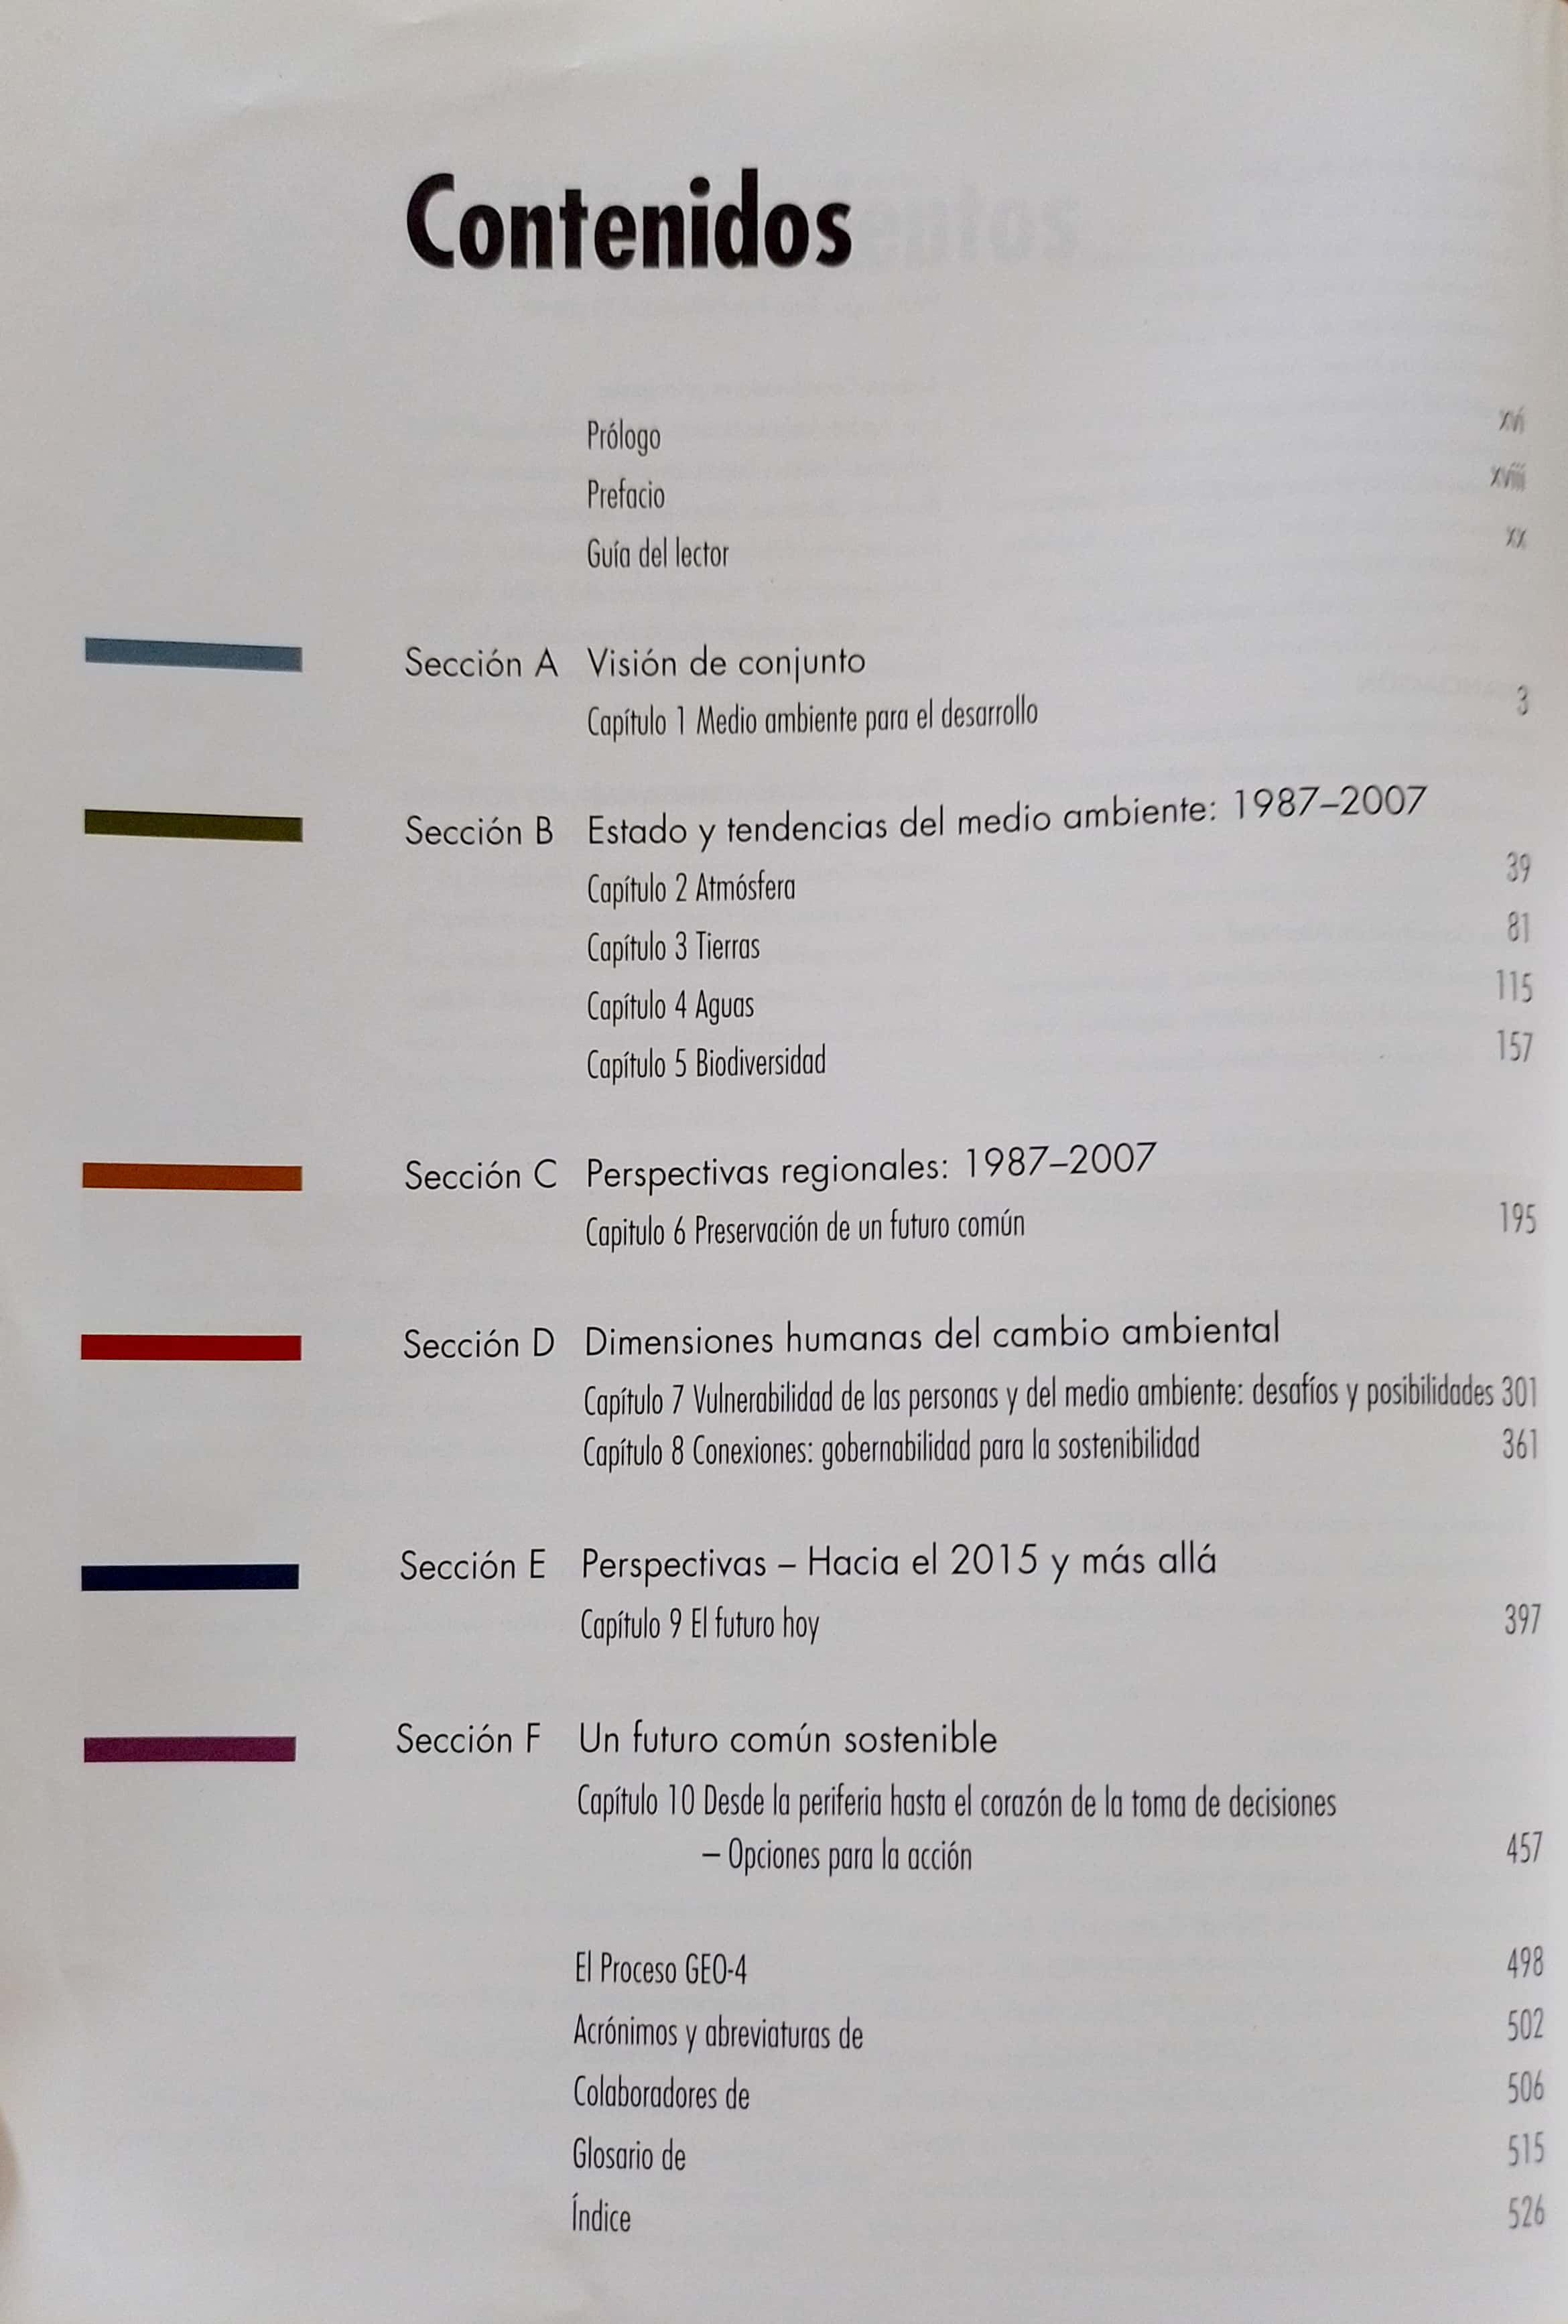 Contenidos
Prólogo xvi
Prefacio xviii
Guía del lector xx
Sección A Visión de conjunto
Capítulo 1 Medio ambiente para el desarrollo 3
Sección B Estado y tendencias del medio ambiente: 1987–2007
Capítulo 2 Atmósfera 39
Capítulo 3 Tierras 81
Capítulo 4 Aguas 115
Capítulo 5 Biodiversidad 157
Sección C Perspectivas regionales: 1987–2007
Capitulo 6 Preservación de un futuro común 195
Sección D Dimensiones humanas del cambio ambiental
Capítulo 7 Vulnerabilidad de las personas y del medio ambiente: desafíos y posibilidades 301
Capítulo 8 Conexiones: gobernabilidad para la sostenibilidad 361
Sección E Perspectivas – Hacia el 2015 y más allá
Capítulo 9 El futuro hoy 397
Sección F Un futuro común sostenible
Capítulo 10 Desde la periferia hasta el corazón de la toma de decisiones
– Opciones para la acción 457
El Proceso GEO-4 498
Acrónimos y abreviaturas de 502
Colaboradores de 506
Glosario de 515
Índice 526